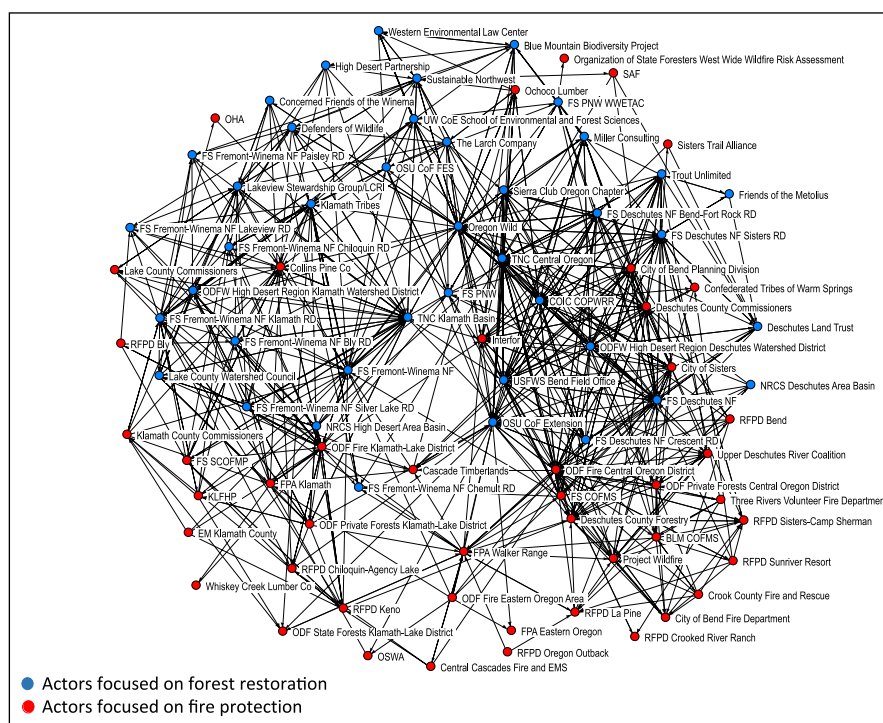 Western Environmental Law Center
Blue Mountain Biodiversity Project
Organization of State Foresters West Wide Wildfire Risk Assessment
High Desert Partnership
SAF
Sustainable Northwest
Ochoco Lumber
Concerned Friends of the Winema
FS PNW WWETAC
OHA
UW CoE School of Environmental and Forest Sciences
Defenders of Wildlife
The Larch Company
Miller Consulting
Sisters Trail Alliance
FS Fremont-Winema NF Paisley RD
OSU CoF FES
Trout Unlimited
Lakeview Stewardship Group/LCRI
Sierra Club Oregon Chapter
Friends of the Metolius
Klamath Tribes
FS Deschutes NF Bend-Fort Rock RD
FS Fremont-Winema NF Lakeview RD
Oregon Wild
FS Deschutes NF Sisters RD
FS Fremont-Winema NF Chiloquin RD
TNC Central Oregon
Lake County Commissioners
Collins Pine Co
City of Bend Planning Division
ODFW High Desert Region Klamath Watershed District
FS PNW
COIC COPWRR
Confederated Tribes of Warm Springs
Deschutes County Commissioners
FS Fremont-Winema NF Klamath RD
TNC Klamath Basin
Deschutes Land Trust
RFPD Bly
FS Fremont-Winema NF Bly RD
Interfor
ODFW High Desert Region Deschutes Watershed District
Lake County Watershed Council
FS Fremont-Winema NF
City of Sisters
USFWS Bend Field Office
NRCS Deschutes Area Basin
FS Fremont-Winema NF Silver Lake RD
FS Deschutes NF
NRCS High Desert Area Basin
OSU CoF Extension
RFPD Bend
Klamath County Commissioners
ODF Fire Klamath-Lake District
FS Deschutes NF Crescent RD
Upper Deschutes River Coalition
FS SCOFMP
Cascade Timberlands
ODF Fire Central Oregon District
FPA Klamath
FS Fremont-Winema NF Chemult RD
ODF Private Forests Central Oregon District
KLFHP
FS COFMS
Three Rivers Volunteer Fire Department
ODF Private Forests Klamath-Lake District
Deschutes County Forestry
RFPD Sisters-Camp Sherman
EM Klamath County
BLM COFMS
FPA Walker Range
Project Wildfire
RFPD Sunriver Resort
RFPD Chiloquin-Agency Lake
Whiskey Creek Lumber Co
ODF Fire Eastern Oregon Area
Crook County Fire and Rescue
RFPD Keno
RFPD La Pine
City of Bend Fire Department
ODF State Forests Klamath-Lake District
FPA Eastern Oregon
RFPD Crooked River Ranch
OSWA
RFPD Oregon Outback
Central Cascades Fire and EMS
Actors focused on forest restoration
Actors focused on fire protection